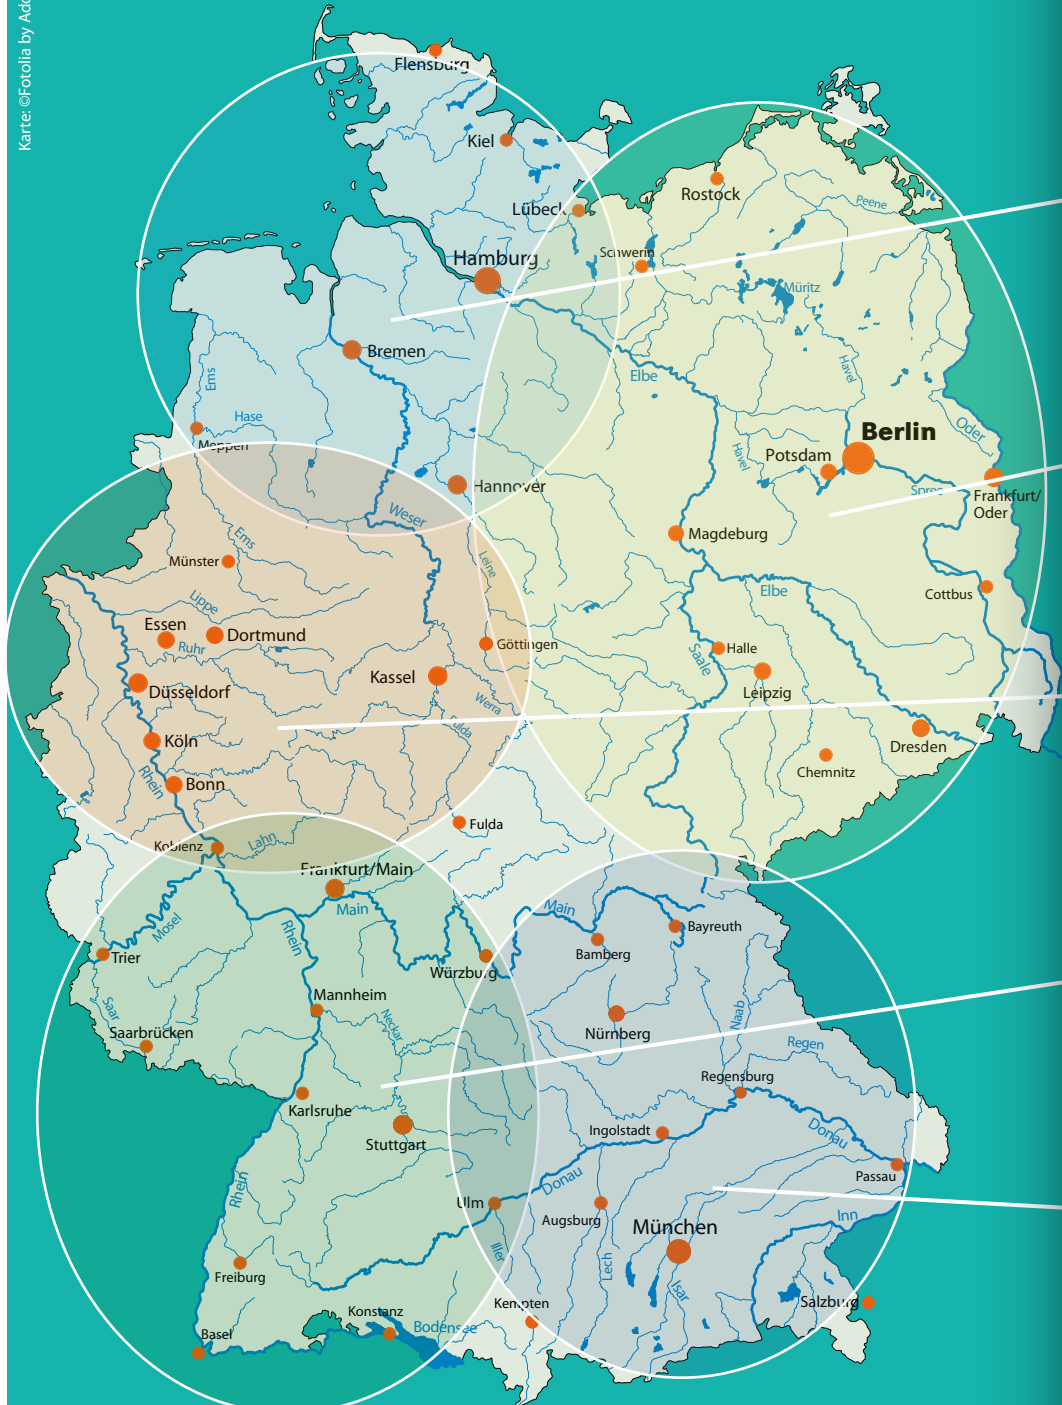 Karte: ©Fotolia by Ado
Flensburg
Kiel
Lübeck
Rostock
Peene
Hamburg
Schwerin
Müritz
Bremen
Elbe
Havel
Ems
Hase
Meppen
Oder
Berlin
Havel
Potsdam
Hannover
Spree
Frankfurt/
Oder
Weser
Magdeburg
Ems
Münster
Leine
Elbe
Cottbus
Lippe
Essen
Dortmund
Ruhr
Göttingen
Halle
Saale
Kassel
Düsseldorf
Leipzig
Werra
Fulda
Köln
Dresden
Chemnitz
Rhein
Bonn
Fulda
Koblenz
Lahn
Frankfurt/Main
Main
Main
Mosel
Rhein
Bayreuth
Bamberg
Trier
Würzburg
Mannheim
Saar
Neckar
Naab
Nürnberg
Saarbrücken
Regen
Regensburg
Karlsruhe
Ingolstadt
Donau
Stuttgart
Passau
Rhein
Donau
Ulm
Augsburg
Inn
München
Iller
Lech
Freiburg
Isar
Kempten
Salzburg
Konstanz
Bodensee
Basel